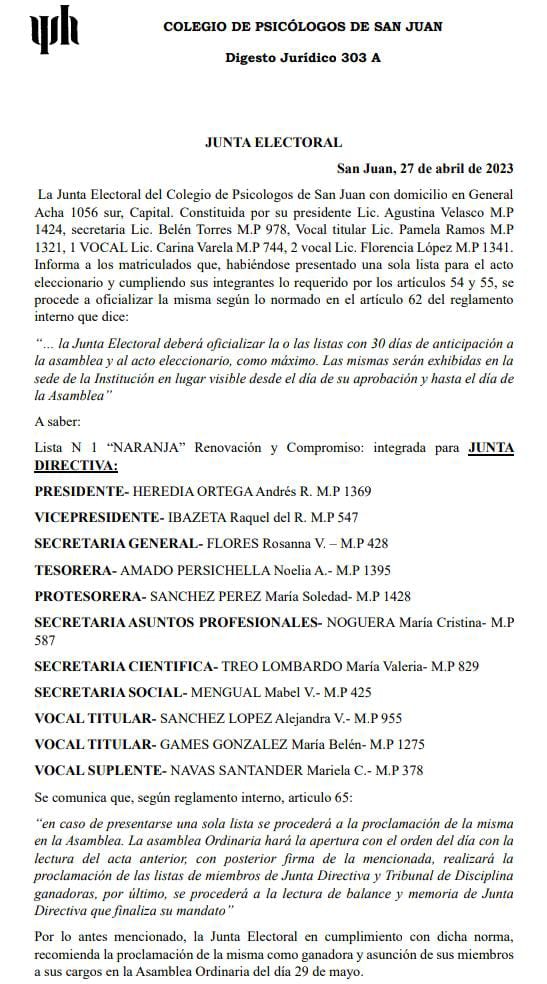 COLEGIO DE PSICÓLOGOS DE SAN JUAN
Digesto Jurídico 303 A
JUNTA ELECTORAL
San Juan, 27 de abril de 2023
La Junta Electoral del Colegio de Psicologos de San Juan con domicilio en General
Acha 1056 sur, Capital. Constituida por su presidente Lic. Agustina Velasco M.P
1424, secretaria Lic. Belén Torres M.P 978, Vocal titular Lic. Pamela Ramos M.P
1321, 1 VOCAL Lic. Carina Varela M.P 744, 2 vocal Lic. Florencia López M.P 1341.
Informa a los matriculados que, habiéndose presentado una sola lista para el acto
eleccionario y cumpliendo sus integrantes lo requerido por los artículos 54 y 55, se
procede a oficializar la misma según lo normado en el artículo 62 del reglamento
interno que dice:
“... la Junta Electoral deberá oficializar la o las listas con 30 días de anticipación a
la asamblea y al acto eleccionario, como máximo. Las mismas serán exhibidas en la
sede de la Institución en lugar visible desde el día de su aprobación y hasta el día de
la Asamblea”
A saber:
Lista N 1 “NARANJA” Renovación y Compromiso: integrada para JUNTA
DIRECTIVA:
PRESIDENTE- HEREDIA ORTEGA Andrés R. M.P 1369
VICEPRESIDENTE- IBAZETA Raquel del R. M.P 547
SECRETARIA GENERAL- FLORES Rosanna V. – M.P 428
TESORERA- AMADO PERSICHELLA Noelia A.- M.P 1395
PROTESORERA- SANCHEZ PEREZ María Soledad- M.P 1428
SECRETARIA ASUNTOS PROFESIONALES- NOGUERA María Cristina- M.P
587
SECRETARIA CIENTIFICA- TREO LOMBARDO María Valeria- M.P 829
SECRETARIA SOCIAL- MENGUAL Mabel V.- M.P 425
VOCAL TITULAR- SANCHEZ LOPEZ Alejandra V.- M.P 955
VOCAL TITULAR- GAMES GONZALEZ María Belén- M.P 1275
VOCAL SUPLENTE- NAVAS SANTANDER Mariela C.- M.P 378
Se comunica que, según reglamento interno, articulo 65:
“en caso de presentarse una sola lista se procederá a la proclamación de la misma
en la Asamblea. La asamblea Ordinaria hará la apertura con el orden del día con la
lectura del acta anterior, con posterior firma de la mencionada, realizará la
proclamación de las listas de miembros de Junta Directiva y Tribunal de Disciplina
ganadoras, por último, se procederá a la lectura de balance y memoria de Junta
Directiva que finaliza su mandato”
Por lo antes mencionado, la Junta Electoral en cumplimiento con dicha norma,
recomienda la proclamación de la misma como ganadora y asunción de sus miembros
a sus cargos en la Asamblea Ordinaria del día 29 de mayo.